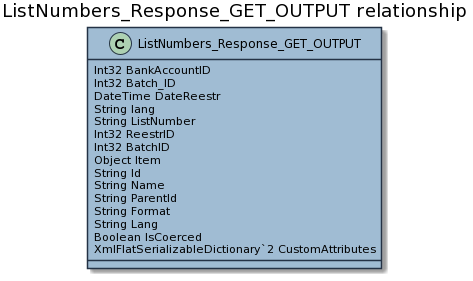 ListNumbers_Response_GET_OUTPUT relationship
C ListNumbers_Response_GET_OUTPUT
Int32 BankAccountID
Int32 Batch_ID
DateTime DateReestr
String lang
String ListNumber
Int32 ReestrID
Int32 BatchID
Object Item
String Id
String Name
String ParentId
String Format
String Lang
Boolean IsCoerced
XmlFlatSerializableDictionary`2 CustomAttributes